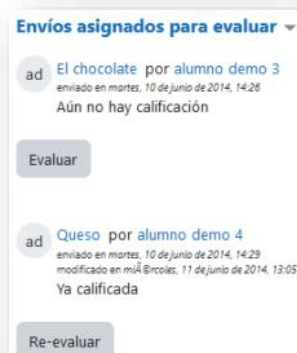 Envíos asignados para evaluar
ad
El chocolate por alumno demo 3
enviado en martes, 10 de junio de 2014, 14:26
Aún no hay calificación
Evaluar
ad
Queso por alumno demo 4
enviado en martes, 10 de junio de 2014, 14:29
modificado en miÃ©rcoles, 11 de junio de 2014, 13:05
Ya calificada
Re-evaluar